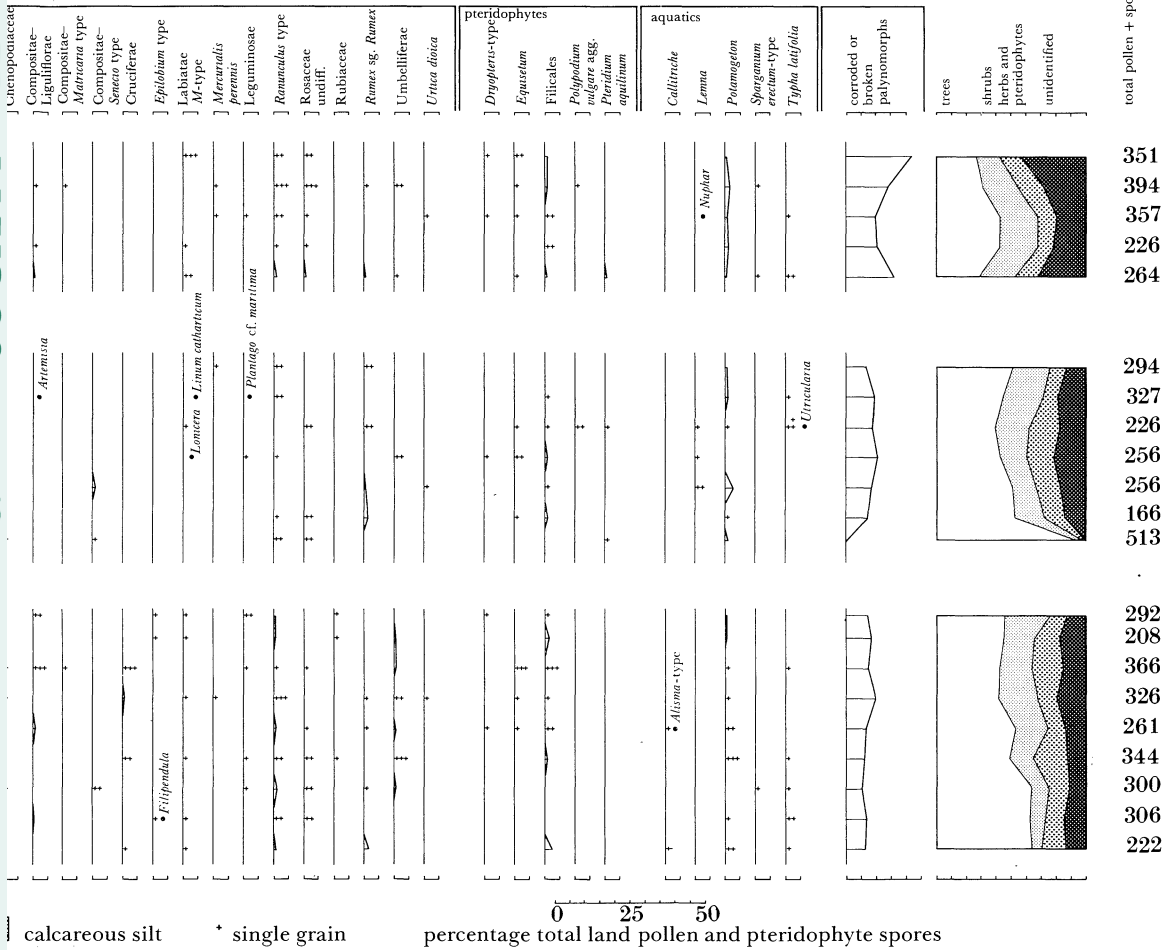 pteridophytes
aquatics
Chenopodiaceae
Compositae–
Liguliflorae
Compositae–
Matricaria type
Compositae–
Senecio type
Cruciferae
Epilobium type
Labiatae
M-type
Mercurialis
perennis
Leguminosae
Ranunculus type
Rosaceae
undiff.
Rubiaceae
Rumex sg. Rumex
Umbelliferae
Urtica dioica
Dryopteris-type
Equisetum
Filicales
Polypodium
vulgare agg.
Pteridium
aquilinum
Callitriche
Lemna
Potamogeton
Sparganum
erectum-type
Typha latifolia
corroded or
broken
palynomorphs
trees
shrubs
herbs and
pteridophytes
unidentified
total pollen + spo
351
394
Nuphar
357
226
264
Artemisia
Linum catharticum
Plantago cf. maritima
Lonicera
Utricularia
294
327
226
256
256
166
513
292
208
366
326
Alisma-type
261
344
300
Filipendula
306
222
0 25 50
calcareous silt + single grain percentage total land pollen and pteridophyte spores